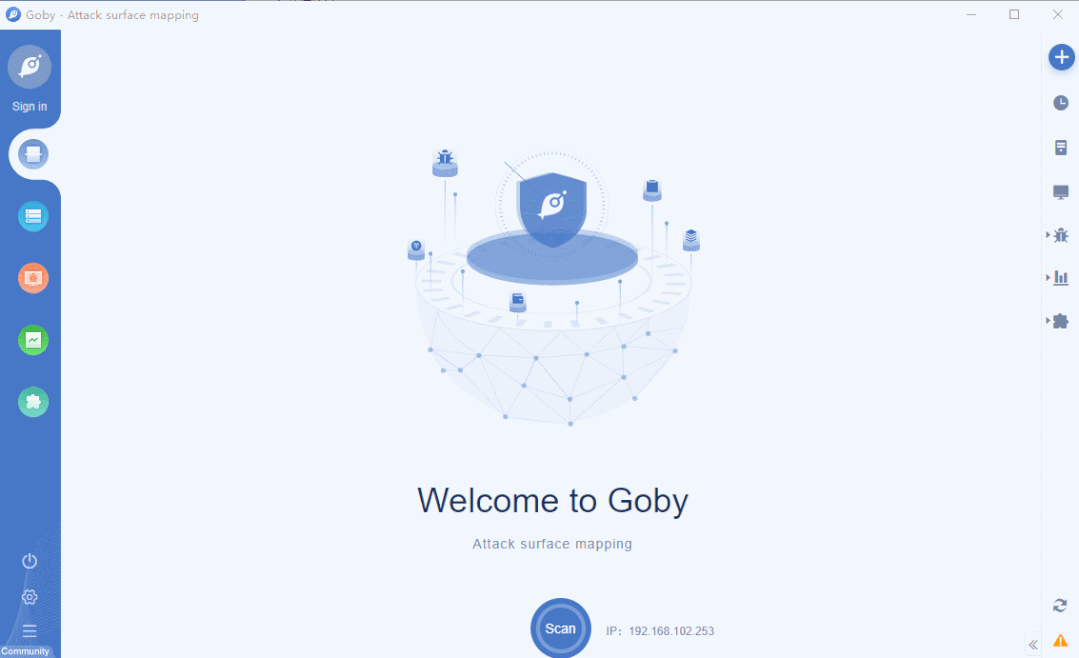 Goby - Attack surface mapping
Sign in
Welcome to Goby
Attack surface mapping
Scan
IP: 192.168.102.253
Community